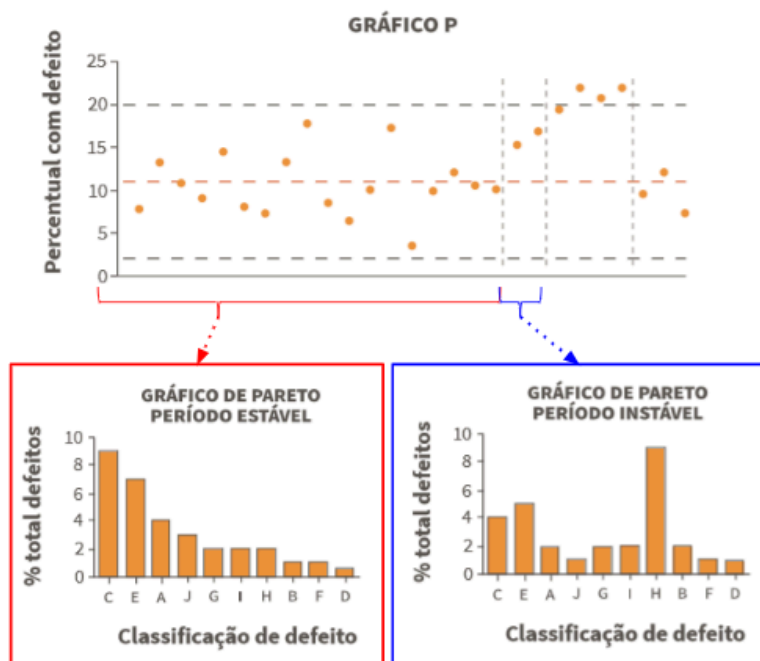 GRÁFICO P
Percentual com defeito
25
20
15
10
5
0
GRÁFICO DE PARETO
PERÍODO ESTÁVEL
% total defeitos
10
8
6
4
2
0
C E A J G I H B F D
Classificação de defeito
GRÁFICO DE PARETO
PERÍODO INSTÁVEL
% total defeitos
10
8
6
4
2
0
C E A J G I H B F D
Classificação de defeito